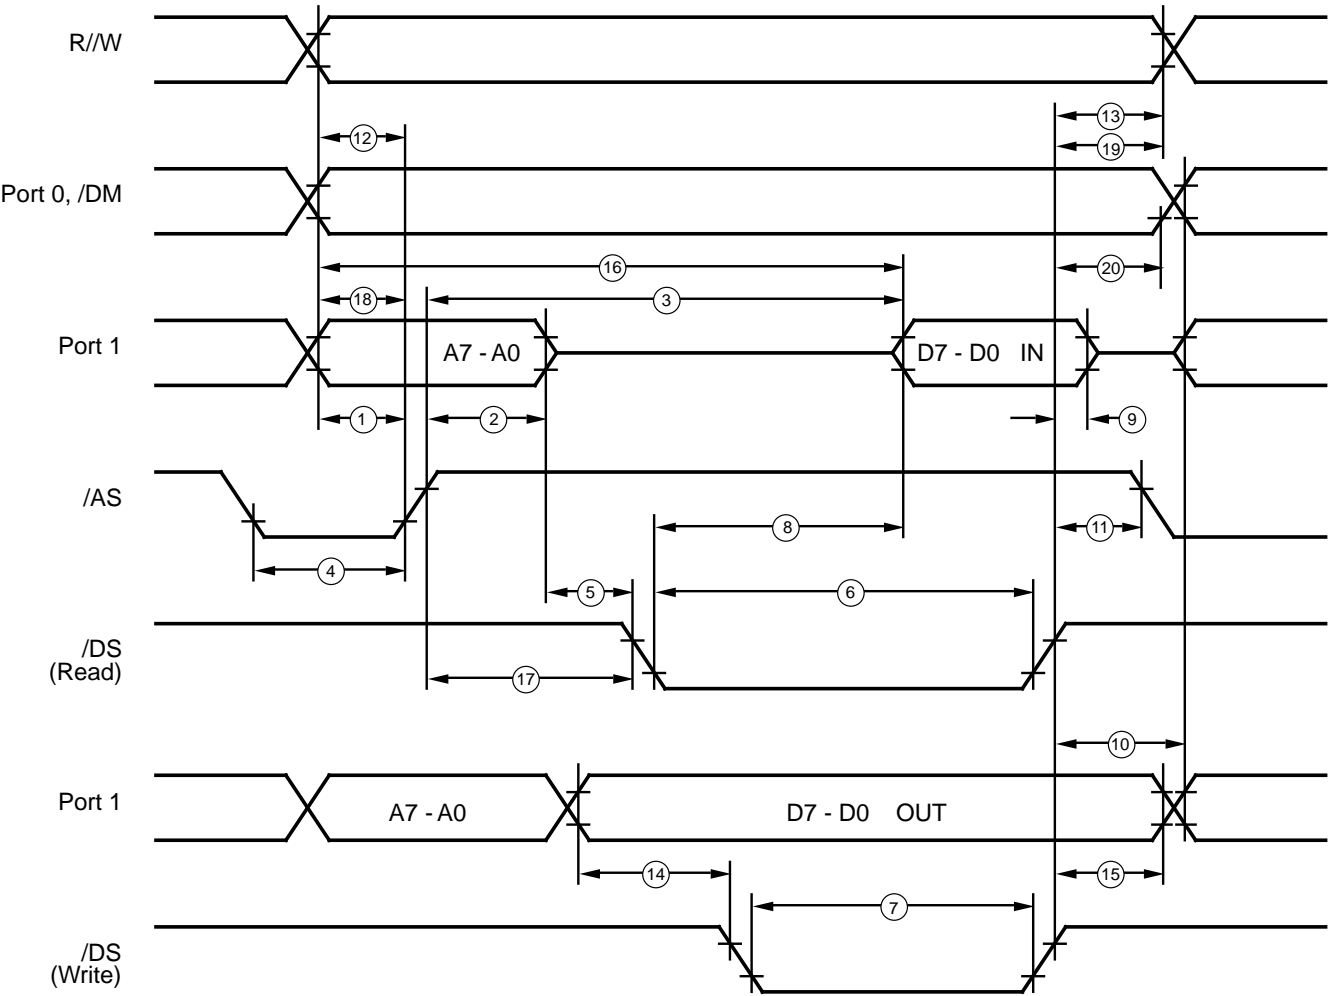 R//W
13
12
19
Port 0, /DM
16
20
18
3
Port 1
A7 - A0
D7 - D0 IN
1
2
9
/AS
8
11
4
5
6
/DS
(Read)
17
10
Port 1
A7 - A0
D7 - D0 OUT
14
15
7
/DS
(Write)